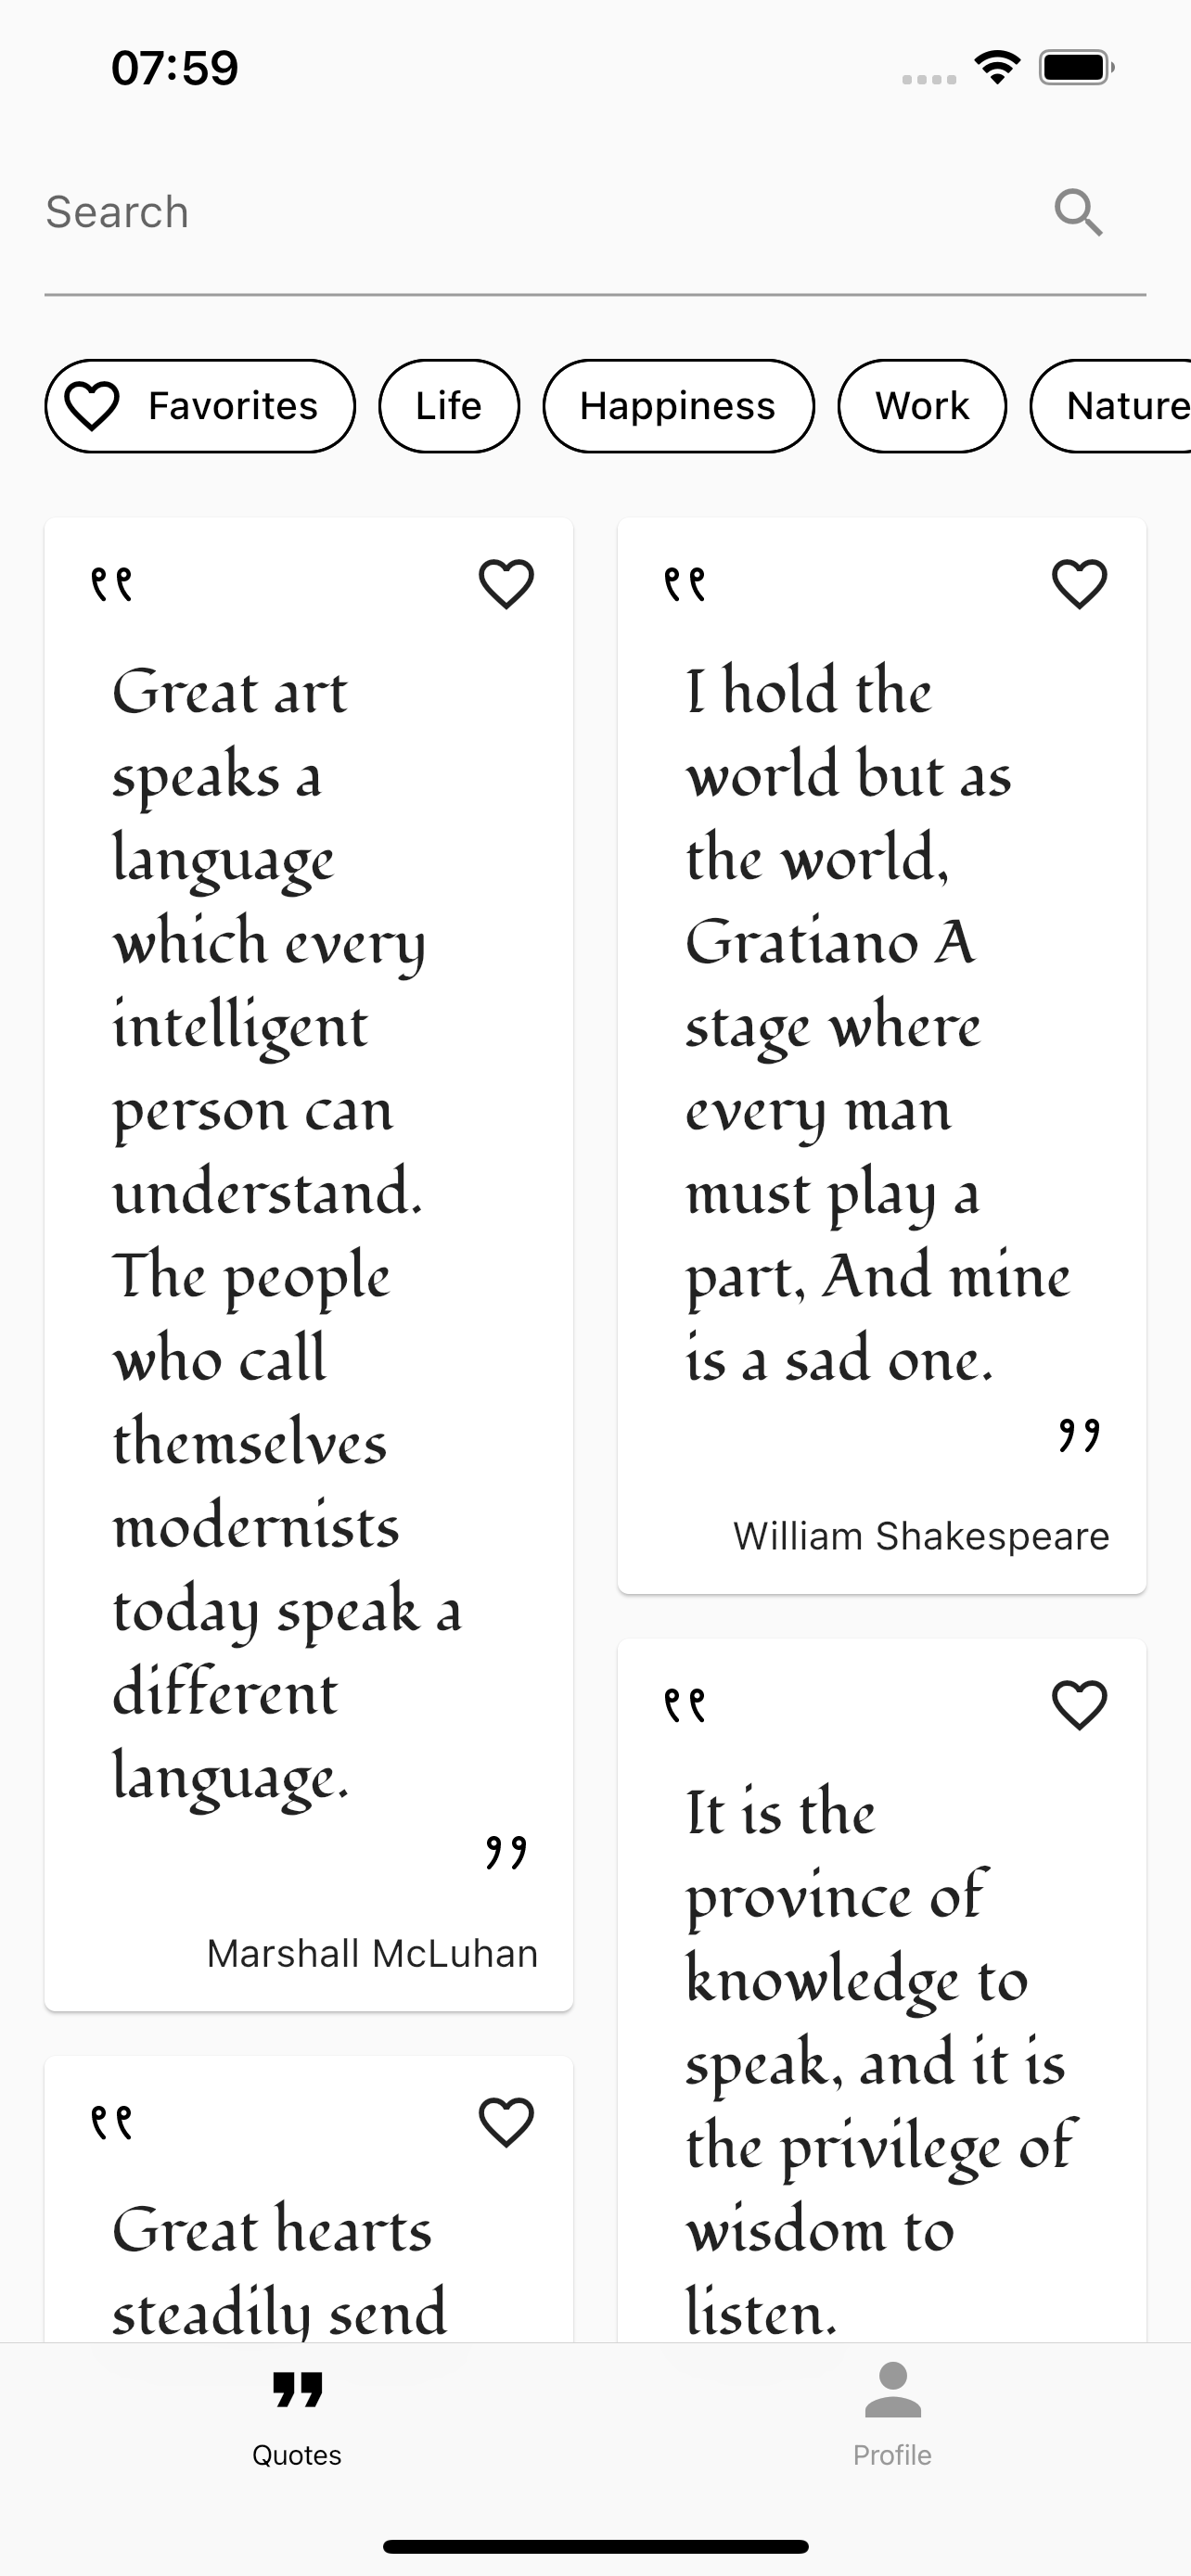 07:59
Search
Favorites
Life
Happiness
Work
Nature
Great art
speaks a
language
which every
intelligent
person can
understand.
The people
who call
themselves
modernists
today speak a
different
language.
Marshall McLuhan
I hold the
world but as
the world,
Gratiano A
stage where
every man
must play a
part, And mine
is a sad one.
William Shakespeare
Great hearts
steadily send
It is the
province of
knowledge to
speak, and it is
the privilege of
wisdom to
listen.
Quotes
Profile